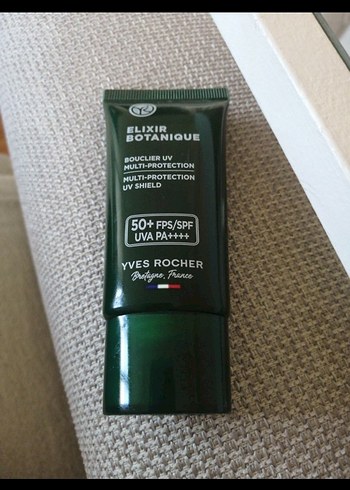 ELIXIR
BOTANIQUE
BOUCLIER UV
MULTI-PROTECTION
MULTI-PROTECTION
UV SHIELD
50+ FPS/SPF
UVA PA++++
YVES ROCHER
Bretagne, France